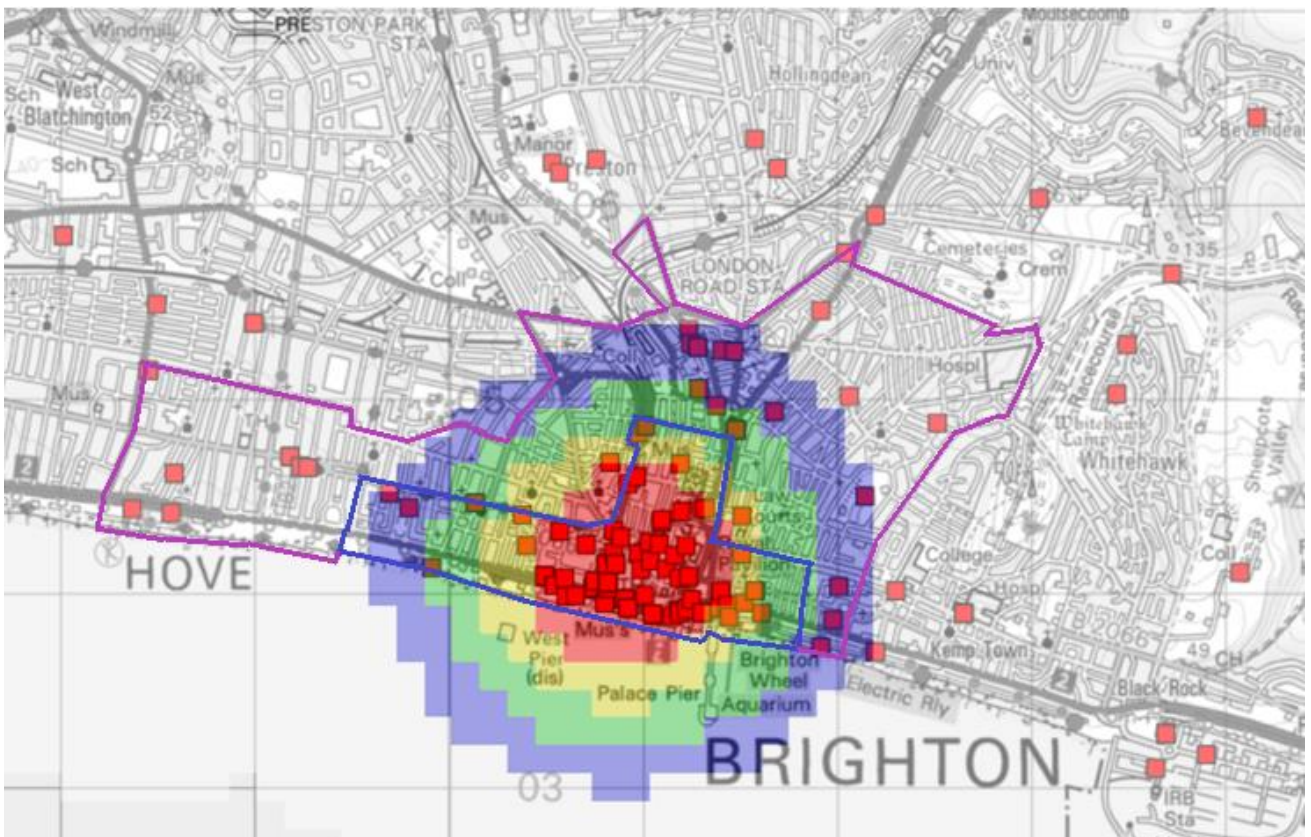 Windmill
PRESTON PARK
STA
Moulsecoomb
Mus
Hollingdean
Univ
Sch
West
Blatchington
52
Manor
Preston
Bevendean
Sch
Mus
Cemeteries
135
Coll
Crem
LONDON
ROAD STA
Racecourse
Coll
Hospl
Mus
Whitehawk
Camp
Whitehawk
Sheepcote
Valley
2
Law
Courts
Pavilion
College
Coll
HOVE
Hospl
Mus's
West
Pier
(dis)
2
Kemp Town
49
CH
Brighton
Wheel
Aquarium
Palace Pier
2
Black Rock
Electric Rly
BRIGHTON
03
IRB
Sta